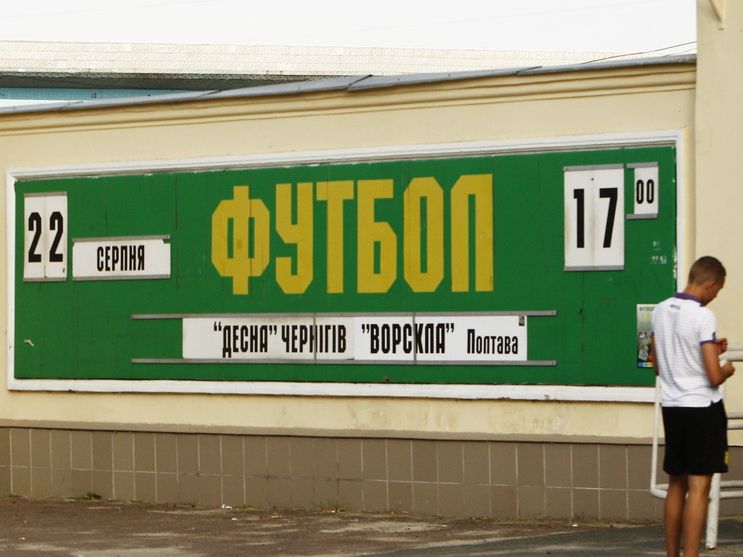 22
СЕРПНЯ
ФУТБОЛ
17 00
"ДЕСНА" ЧЕРНІГІВ "ВОРСКЛА" Полтава